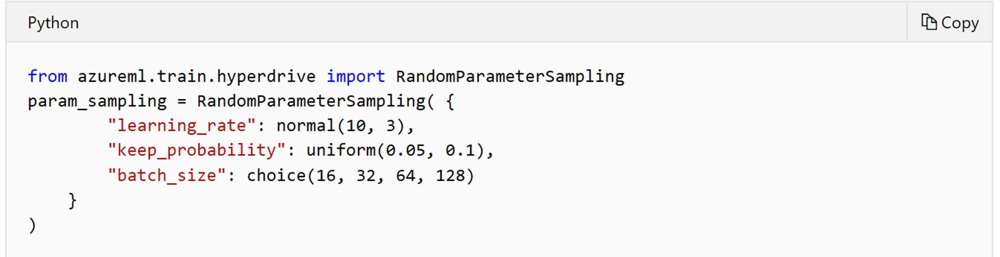 Python
Copy
from azureml.train.hyperdrive import RandomParameterSampling
param_sampling = RandomParameterSampling( {
        "learning_rate": normal(10, 3),
        "keep_probability": uniform(0.05, 0.1),
        "batch_size": choice(16, 32, 64, 128)
    }
)